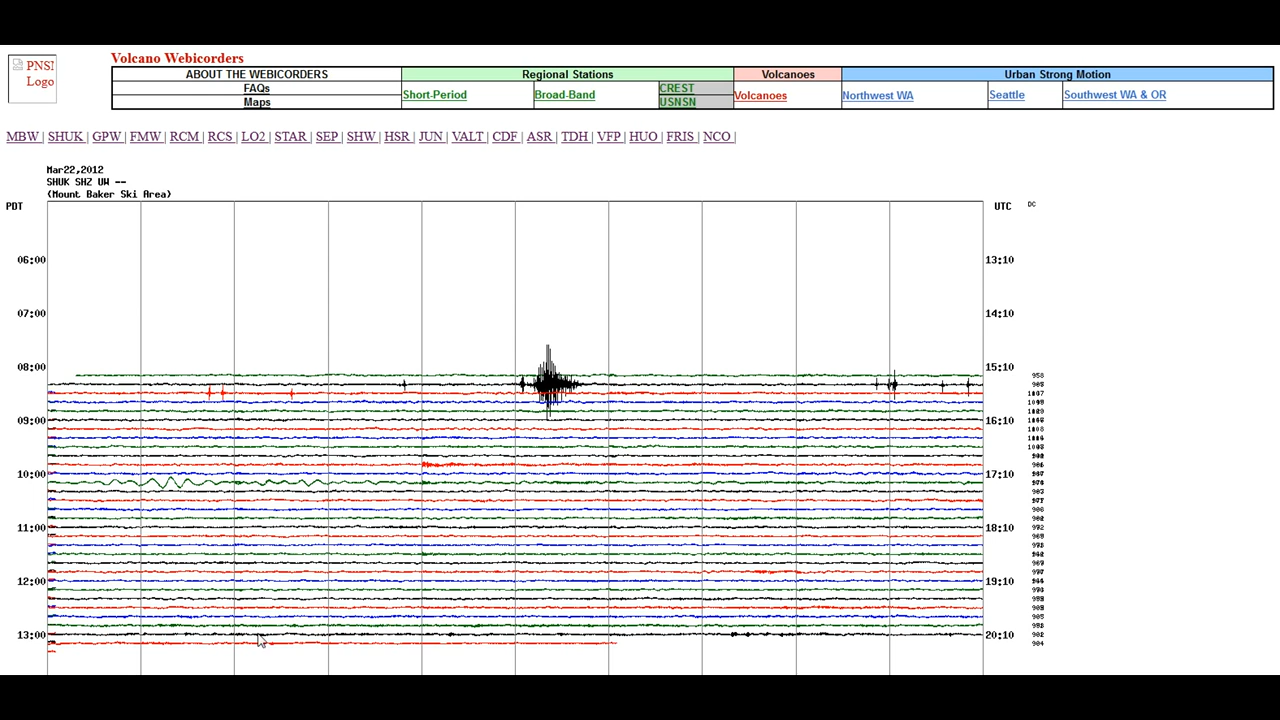 PNSN Logo
Volcano Webicorders
ABOUT THE WEBICORDERS
FAQs
Maps
Regional Stations
Short-Period
Broad-Band
CREST
USNSN
Volcanoes
Volcanoes
Urban Strong Motion
Northwest WA
Seattle
Southwest WA & OR
MBW | SHUK | GPW | FMW | RCM | RCS | LO2 | STAR | SEP | SHW | HSR | JUN | VALT | CDF | ASR | TDH | VFP | HUO | FRIS | NCO |
Mar22,2012
SHUK SHZ UW --
(Mount Baker Ski Area)
PDT UTC DC
06:00 13:10
07:00 14:10
08:00 15:10
09:00 16:10
10:00 17:10
11:00 18:10
12:00 19:10
13:00 20:10